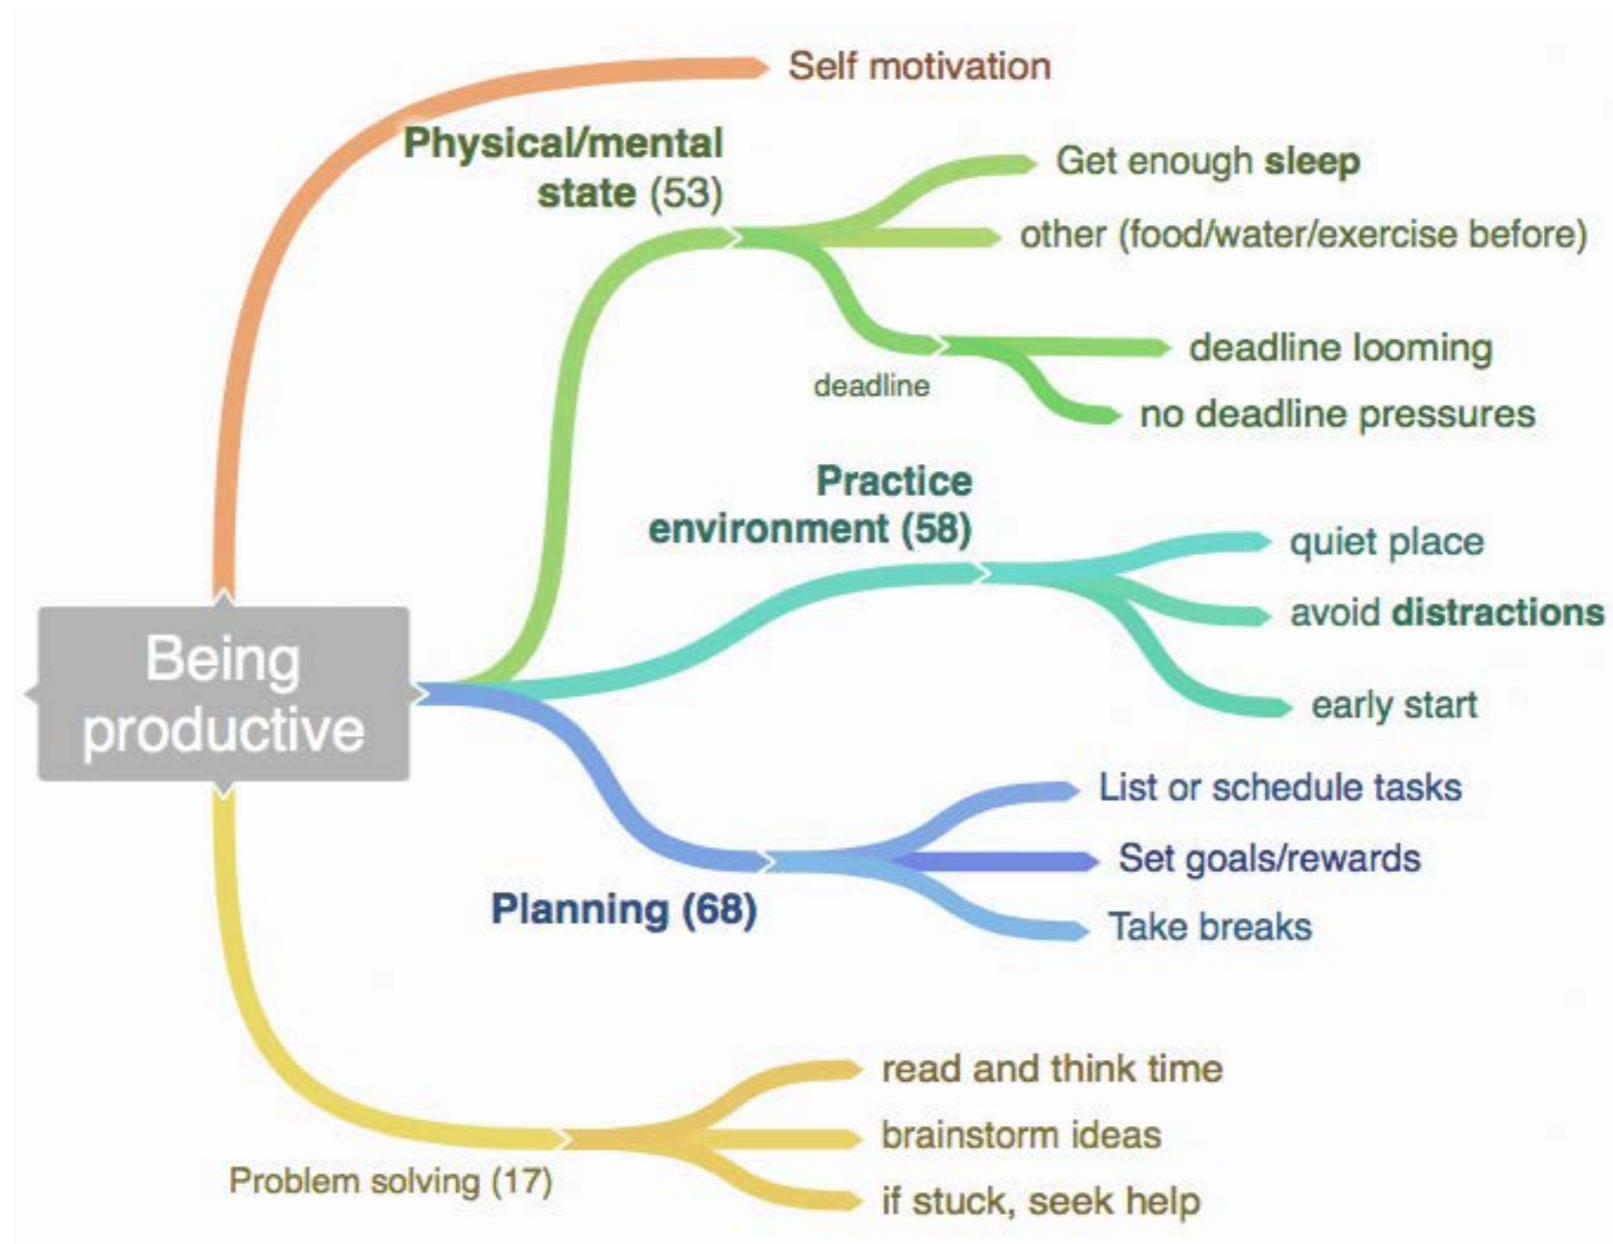 Self motivation
Physical/mental
state (53)
Get enough sleep
other (food/water/exercise before)
deadline looming
deadline
no deadline pressures
Practice
environment (58)
quiet place
avoid distractions
early start
Being
productive
List or schedule tasks
Set goals/rewards
Planning (68)
Take breaks
read and think time
brainstorm ideas
Problem solving (17)
if stuck, seek help